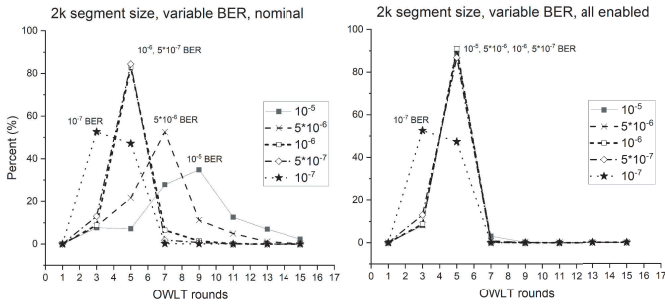 2k segment size, variable BER, nominal
10⁻⁶, 5*10⁻⁷ BER
10⁻⁷ BER
5*10⁻⁶ BER
10⁻⁵ BER
10⁻⁵
5*10⁻⁶
10⁻⁶
5*10⁻⁷
10⁻⁷
Percent (%)
100
80
60
40
20
0
0 1 2 3 4 5 6 7 8 9 10 11 12 13 14 15 16 17
OWLT rounds
2k segment size, variable BER, all enabled
10⁻⁵, 5*10⁻⁶, 10⁻⁶, 5*10⁻⁷ BER
10⁻⁷ BER
10⁻⁵
5*10⁻⁶
10⁻⁶
5*10⁻⁷
10⁻⁷
100
80
60
40
20
0
0 1 2 3 4 5 6 7 8 9 10 11 12 13 14 15 16 17
OWLT rounds